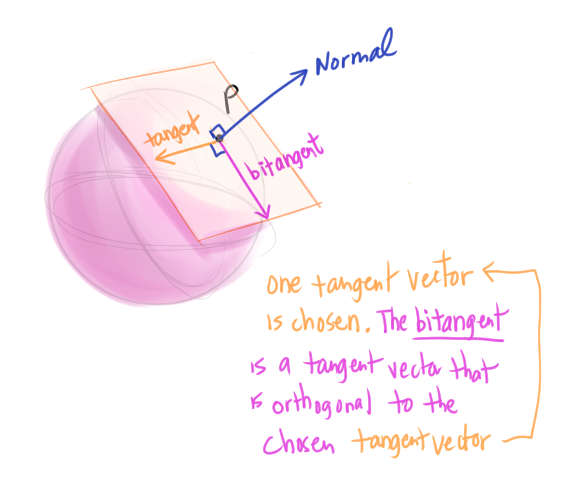 Normal
P
tangent
bitangent
one tangent vector
is chosen. The bitangent
is a tangent vector that
is orthogonal to the
chosen tangent vector